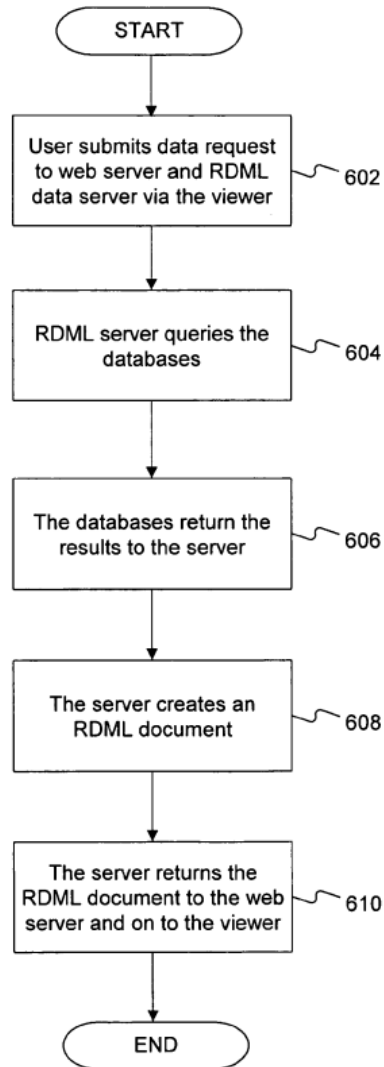 START
User submits data request
to web server and RDML
data server via the viewer
602
RDML server queries the
databases
604
The databases return the
results to the server
606
The server creates an
RDML document
608
The server returns the
RDML document to the web
server and on to the viewer
610
END